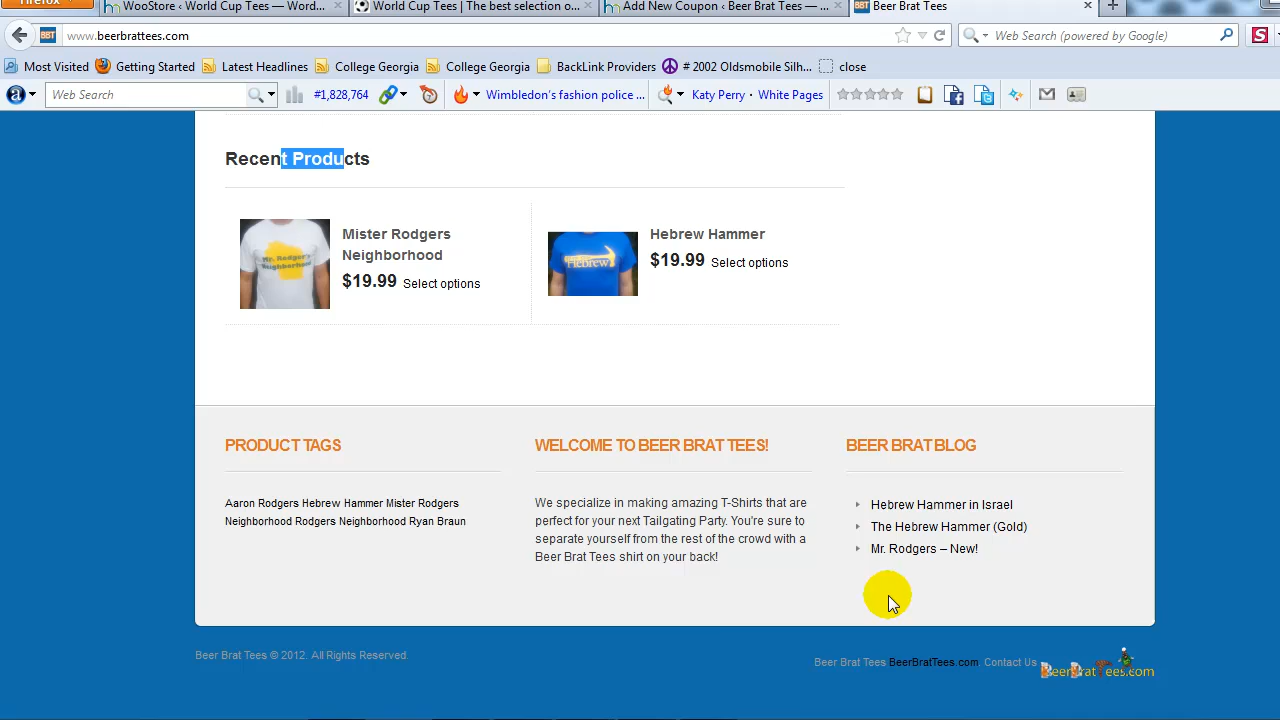 Firefox
WooStore ‹ World Cup Tees — Word... ×
World Cup Tees | The best selection o... ×
Add New Coupon ‹ Beer Brat Tees — ... ×
BBT Beer Brat Tees ×
BBT www.beerbrattees.com
Web Search (powered by Google)
S
Most Visited Getting Started Latest Headlines College Georgia College Georgia BackLink Providers # 2002 Oldsmobile Silh... close
a Web Search #1,828,764 Wimbledon's fashion police ... Katy Perry · White Pages
Recent Products
Mister Rodgers
Neighborhood
$19.99 Select options
Mr. Rodger's
Neighborhood
Hebrew Hammer
$19.99 Select options
Hebrew
PRODUCT TAGS
Aaron Rodgers Hebrew Hammer Mister Rodgers
Neighborhood Rodgers Neighborhood Ryan Braun
WELCOME TO BEER BRAT TEES!
We specialize in making amazing T-Shirts that are
perfect for your next Tailgating Party. You're sure to
separate yourself from the rest of the crowd with a
Beer Brat Tees shirt on your back!
BEER BRAT BLOG
Hebrew Hammer in Israel
The Hebrew Hammer (Gold)
Mr. Rodgers – New!
Beer Brat Tees © 2012. All Rights Reserved.
Beer Brat Tees BeerBratTees.com Contact Us
BeerBratTees.com